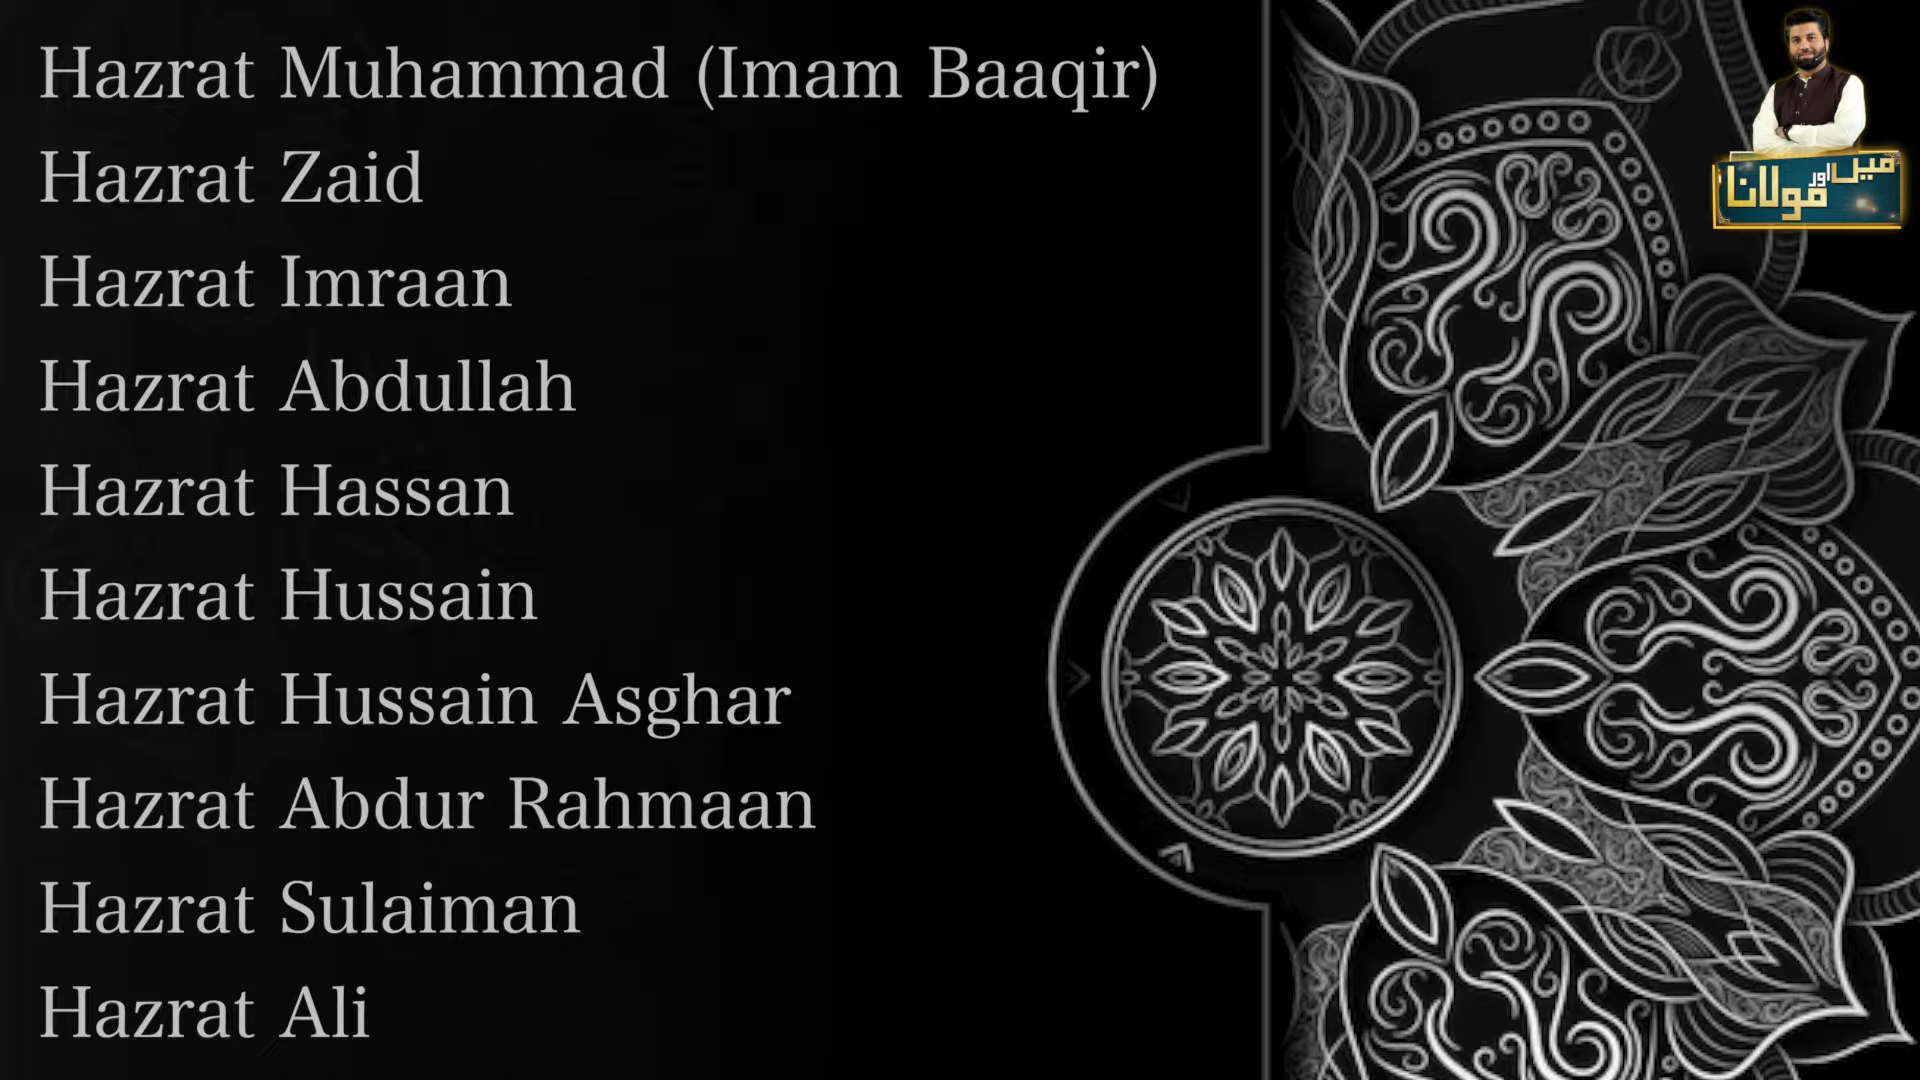 Hazrat Muhammad (Imam Baaqir)
Hazrat Zaid
Hazrat Imraan
Hazrat Abdullah
Hazrat Hassan
Hazrat Hussain
Hazrat Hussain Asghar
Hazrat Abdur Rahmaan
Hazrat Sulaiman
Hazrat Ali
میں اور مولانا